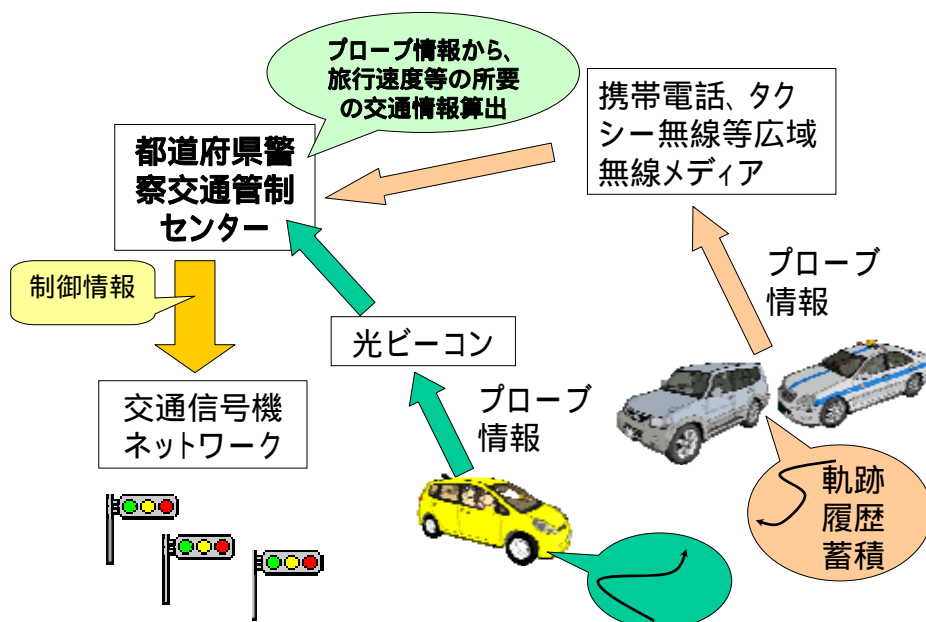 プローブ情報から、
旅行速度等の所要
の交通情報算出
携帯電話、タク
シー無線等広域
無線メディア
都道府県警
察交通管制
センター
制御情報
プローブ
情報
光ビーコン
交通信号機
ネットワーク
プローブ
情報
軌跡
履歴
蓄積